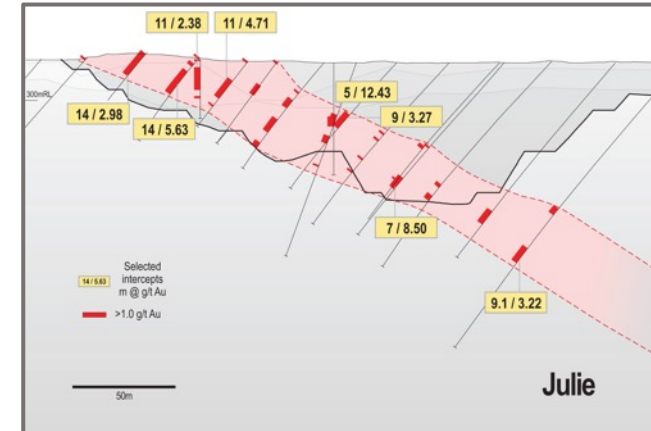 11 / 2.38
11 / 4.71
5 / 12.43
300mRL
9 / 3.27
14 / 2.98
14 / 5.63
7 / 8.50
Selected
14 / 5.63
intercepts
m @ g/t Au
>1.0 g/t Au
9.1 / 3.22
50m
Julie